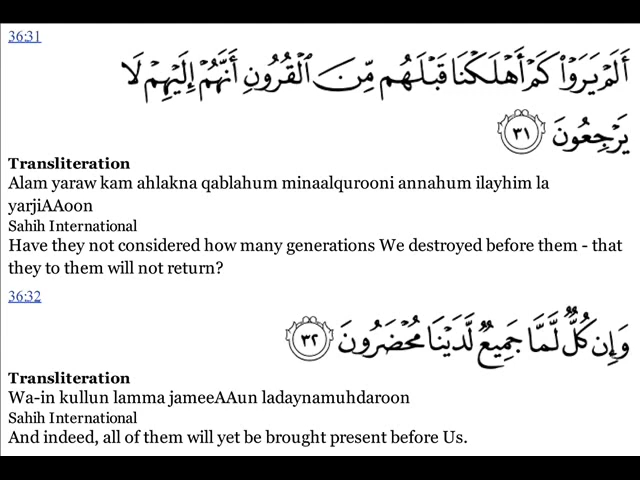 36:31
أَلَمْ يَرَوْا۟ كَمْ أَهْلَكْنَا قَبْلَهُم مِّنَ ٱلْقُرُونِ أَنَّهُمْ إِلَيْهِمْ لَا
يَرْجِعُونَ ٣١
Transliteration
Alam yaraw kam ahlakna qablahum minaalqurooni annahum ilayhim la
yarjiAAoon
Sahih International
Have they not considered how many generations We destroyed before them - that
they to them will not return?
36:32
وَإِن كُلٌّ لَّمَّا جَمِيعٌ لَّدَيْنَا مُحْضَرُونَ ٣٢
Transliteration
Wa-in kullun lamma jameeAAun ladaynamuhdaroon
Sahih International
And indeed, all of them will yet be brought present before Us.